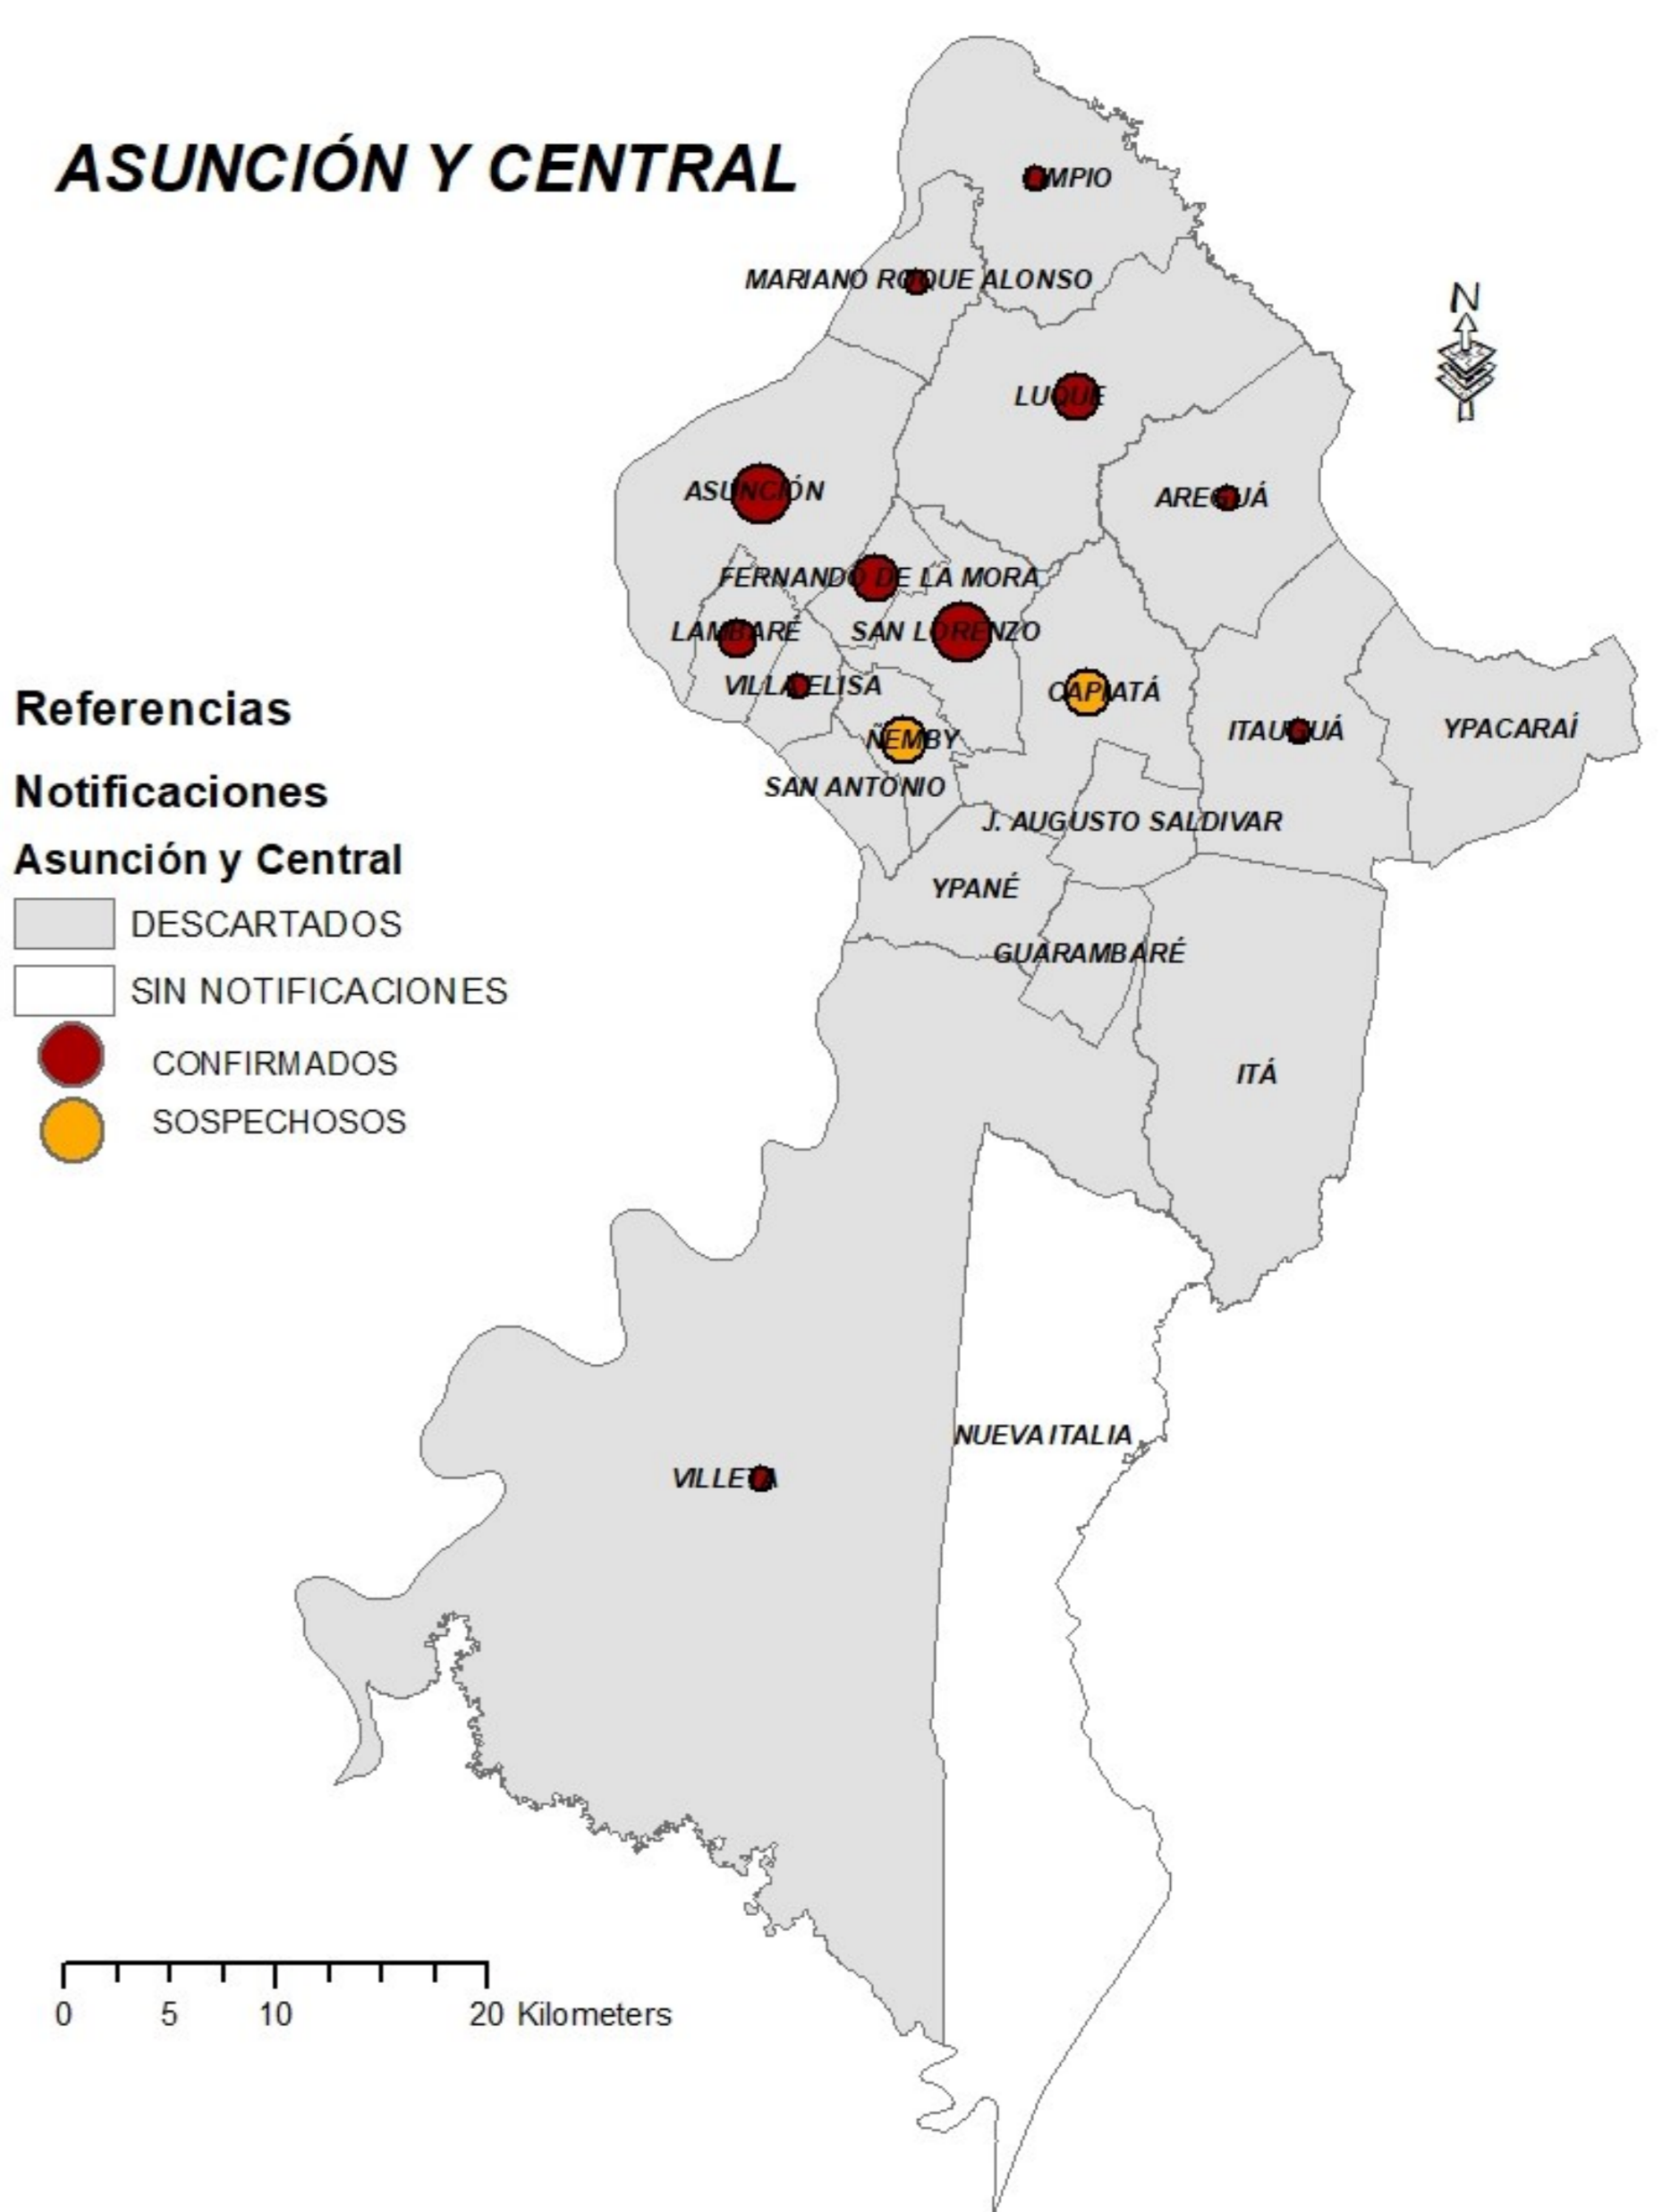 ASUNCIÓN Y CENTRAL
MPIO
MARIANO ROQUE ALONSO
N
LUQUE
ASUNCIÓN
AREGUÁ
FERNANDO DE LA MORA
LAMBARÉ
SAN LORENZO
VILLA ELISA
CAPIATÁ
ITAUGUÁ
YPACARAÍ
ÑEMBY
SAN ANTONIO
J. AUGUSTO SALDIVAR
YPANÉ
GUARAMBARÉ
ITÁ
NUEVA ITALIA
VILLETA
Referencias
Notificaciones
Asunción y Central
DESCARTADOS
SIN NOTIFICACIONES
CONFIRMADOS
SOSPECHOSOS
0 5 10 20 Kilometers